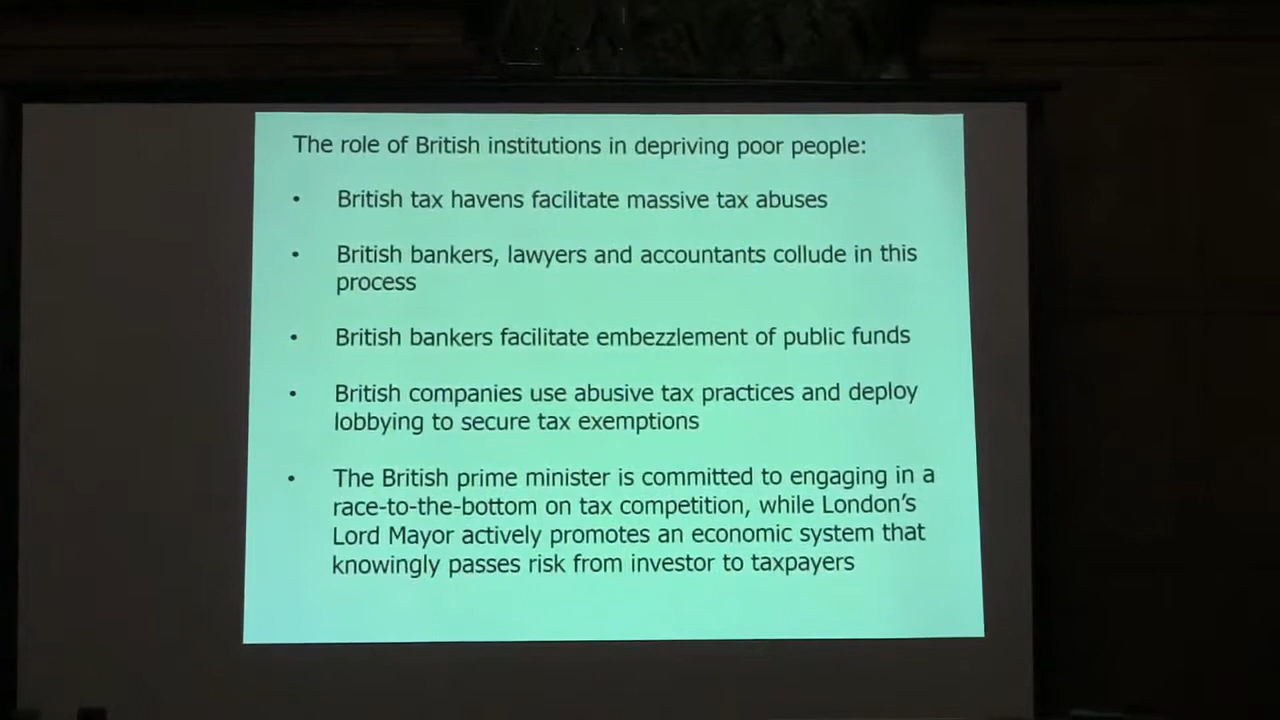 The role of British institutions in depriving poor people:
• British tax havens facilitate massive tax abuses
• British bankers, lawyers and accountants collude in this
process
• British bankers facilitate embezzlement of public funds
• British companies use abusive tax practices and deploy
lobbying to secure tax exemptions
• The British prime minister is committed to engaging in a
race-to-the-bottom on tax competition, while London’s
Lord Mayor actively promotes an economic system that
knowingly passes risk from investor to taxpayers